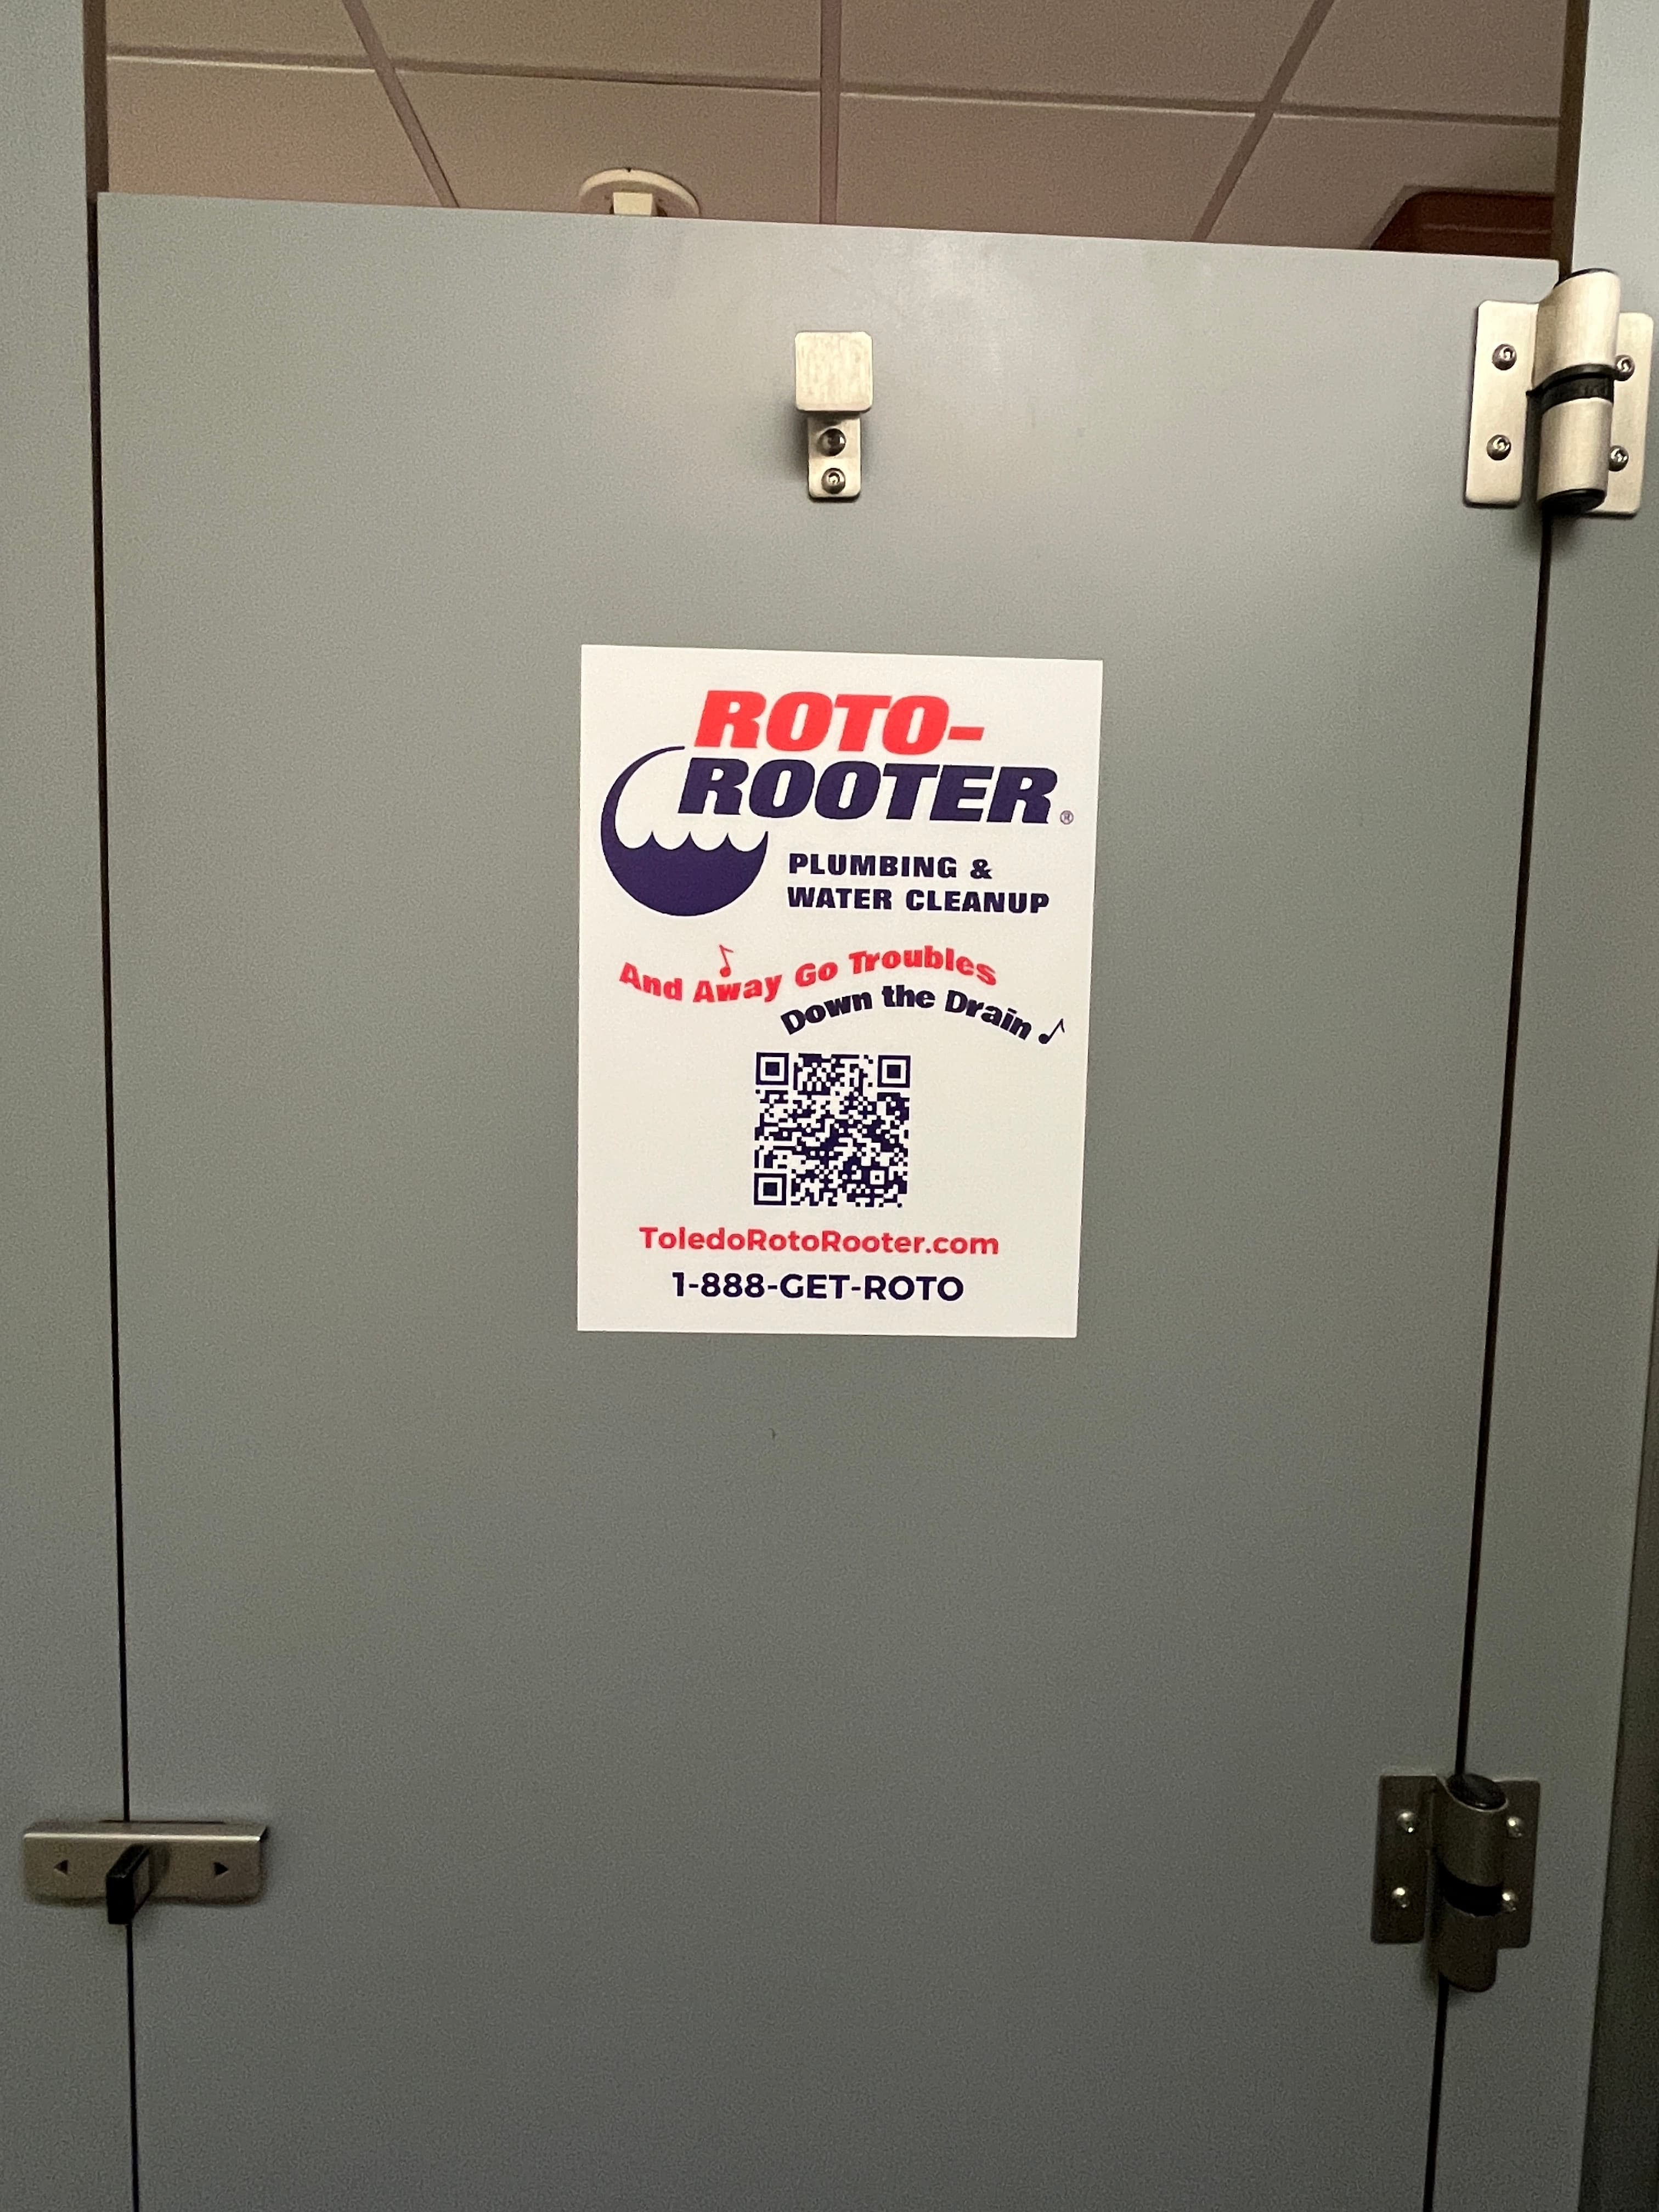 ROTO-
ROOTER®
PLUMBING &
WATER CLEANUP
And Away Go Troubles
Down the Drain
ToledoRotoRooter.com
1-888-GET-ROTO